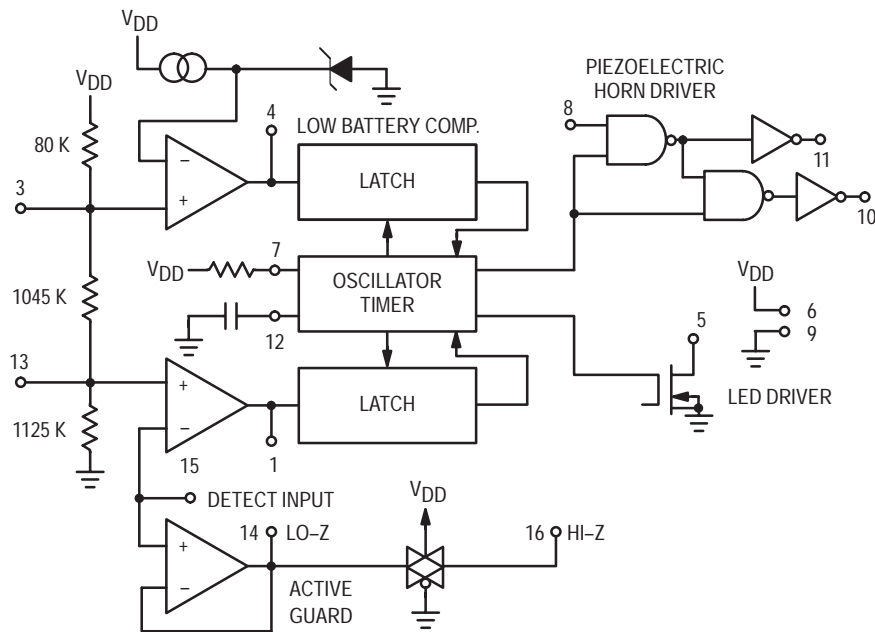 VDD
VDD
80 K
3
4
LOW BATTERY COMP.
–
+
LATCH
PIEZOELECTRIC
HORN DRIVER
8
11
10
7
VDD
OSCILLATOR
TIMER
12
1045 K
VDD
6
9
5
LED DRIVER
13
+
–
LATCH
1125 K
15
1
DETECT INPUT
+
–
14
LO–Z
ACTIVE
GUARD
VDD
16
HI–Z